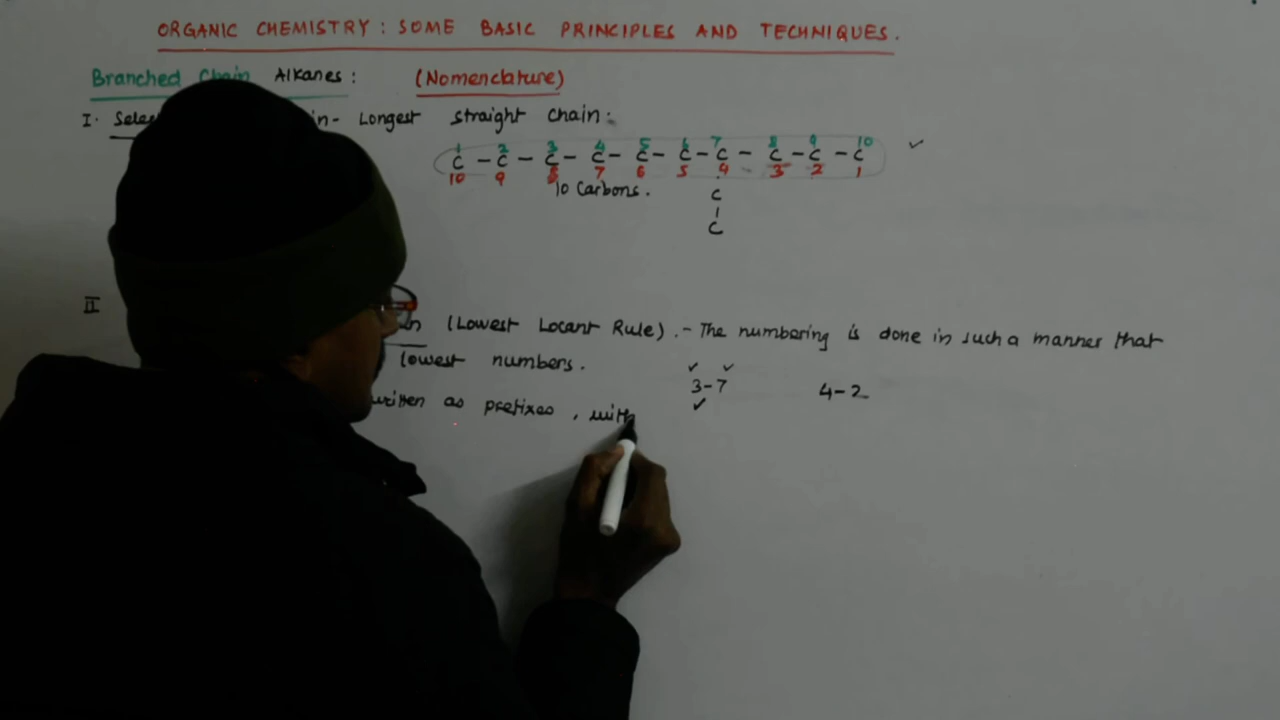 ORGANIC CHEMISTRY : SOME BASIC PRINCIPLES AND TECHNIQUES.
Branched Chain Alkanes : (Nomenclature)
I. in- Longest straight chain :
1 2 3 4 5 6 7 8 9 10
C - C - C - C - C - C - C - C - C - C ✓
10 9 8 7 6 5 4 3 2 1
10 Carbons. C
C
II
(Lowest Locant Rule) . - The numbering is done in such a manner that
lowest numbers. ✓ ✓
3-7 4-2
written as prefixes , with ✓